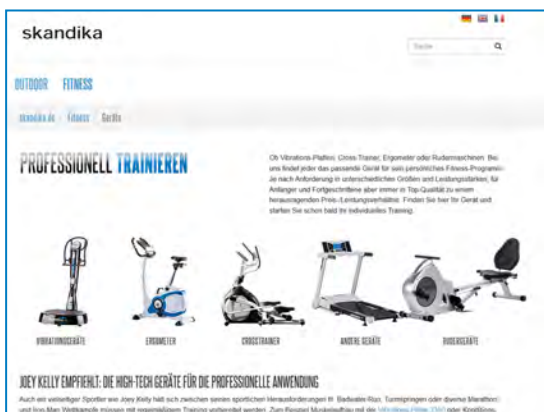 skandika
Suche
OUTDOOR FITNESS
skandika.de Fitness Geräte
PROFESSIONELL TRAINIEREN
Ob Vibrations-Platten, Cross-Trainer, Ergometer oder Rudermaschinen: Bei
uns findet jeder das passende Gerät für sein persönliches Fitness-Programm.
Je nach Anforderung in unterschiedlichen Größen und Leistungsstärken, für
Anfänger und Fortgeschrittene aber immer in Top-Qualität zu einem
herausragenden Preis-/Leistungsverhältnis. Finden Sie hier Ihr Gerät und
starten Sie schon bald Ihr individuelles Training.
VIBRATIONSGERÄTE ERGOMETER CROSSTRAINER ANDERE GERÄTE RUDERGERÄTE
JOEY KELLY EMPFIEHLT: DIE HIGH-TECH GERÄTE FÜR DIE PROFESSIONELLE ANWENDUNG
Auch ein vielseitiger Sportler wie Joey Kelly hält sich zwischen seinen sportlichen Herausforderungen fit. Badwater-Run, Turmspringen oder diverse Marathon-
und Iron-Man Wettkämpfe müssen mit regelmäßigem Training vorbereitet werden. Zum Beispiel Muskelaufbau mit der Vibrations-Platte oder Konditions-